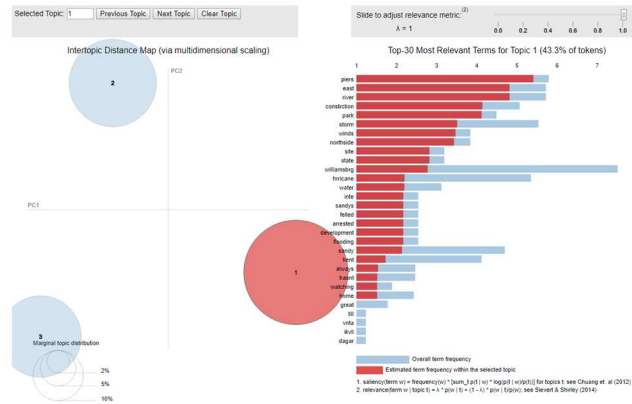 Selected Topic: 1 Previous Topic Next Topic Clear Topic
Slide to adjust relevance metric:(2)
λ = 1
0.0 0.2 0.4 0.6 0.8 1.0
Intertopic Distance Map (via multidimensional scaling)
PC2
PC1
2
1
3
Marginal topic distribution
2%
5%
10%
Top-30 Most Relevant Terms for Topic 1 (43.3% of tokens)
1 2 3 4 5 6 7
piers
east
river
constrction
park
storm
winds
northside
site
state
williamsbrg
hrricane
water
inte
sandys
felled
arrested
development
flooding
sandy
kent
always
hasnt
watching
home
great
till
vnta
ikvll
dagar
Overall term frequency
Estimated term frequency within the selected topic
1. saliency(term w) = frequency(w) * [sum_t p(t | w) * log(p(t | w)/p(t))] for topics t; see Chuang et. al (2012)
2. relevance(term w | topic t) = λ * p(w | t) + (1 - λ) * p(w | t)/p(w); see Sievert & Shirley (2014)